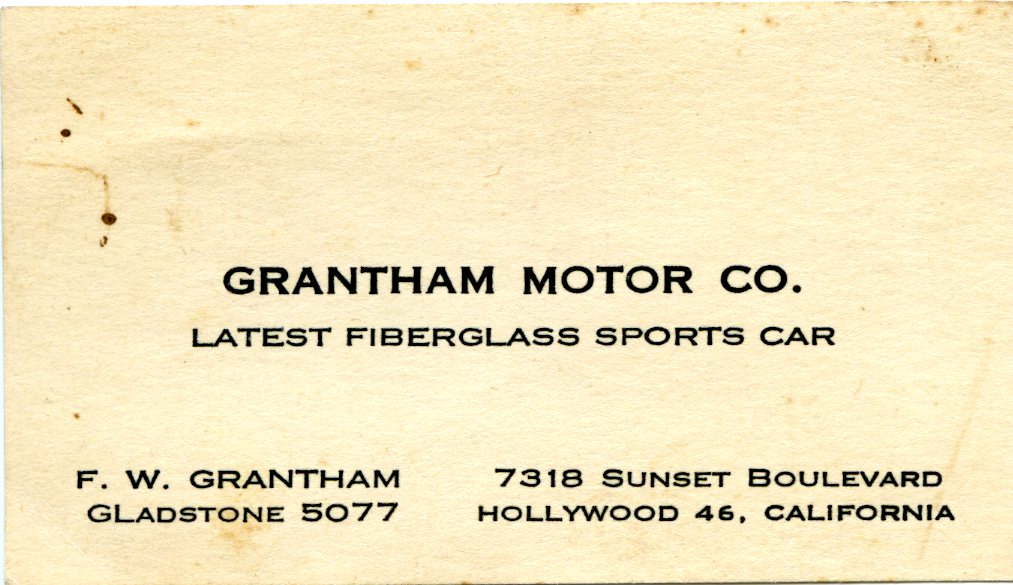 GRANTHAM MOTOR CO.
LATEST FIBERGLASS SPORTS CAR
F. W. GRANTHAM
GLADSTONE 5077
7318 SUNSET BOULEVARD
HOLLYWOOD 46, CALIFORNIA